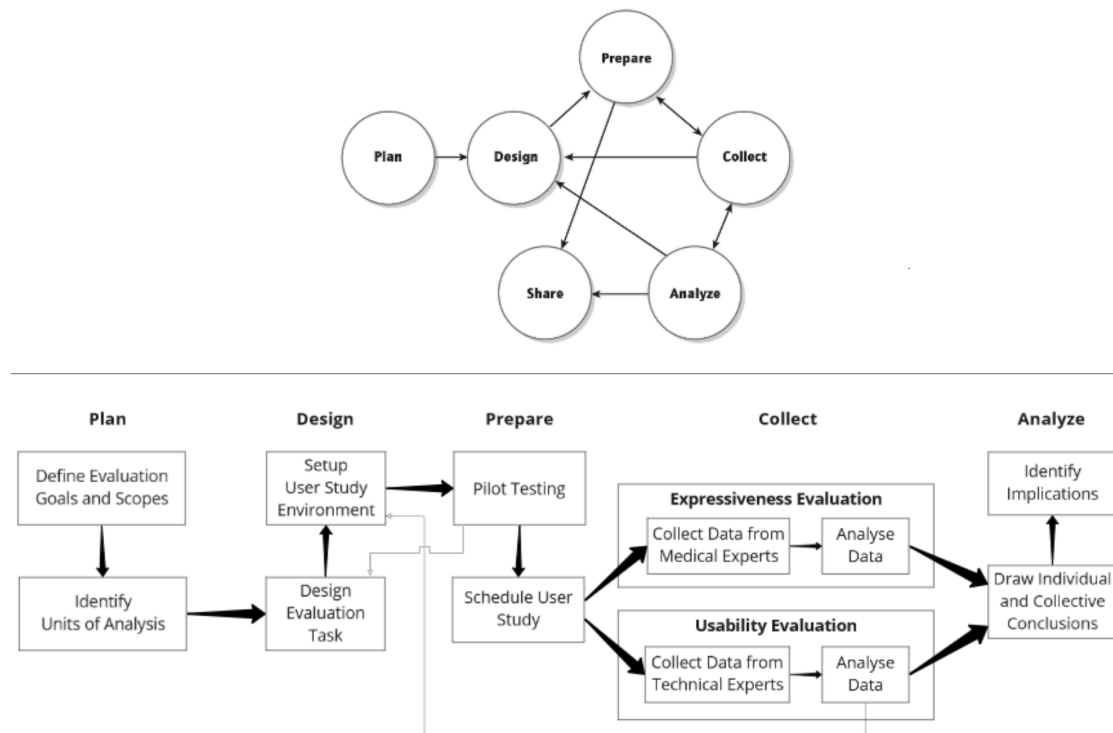 Prepare
Plan
Design
Collect
Share
Analyze
Plan
Design
Prepare
Collect
Analyze
Define Evaluation
Goals and Scopes
Identify
Units of Analysis
Setup
User Study
Environment
Design
Evaluation
Task
Pilot Testing
Schedule User
Study
Expressiveness Evaluation
Collect Data from
Medical Experts
Analyse
Data
Usability Evaluation
Collect Data from
Technical Experts
Analyse
Data
Identify
Implications
Draw Individual
and Collective
Conclusions